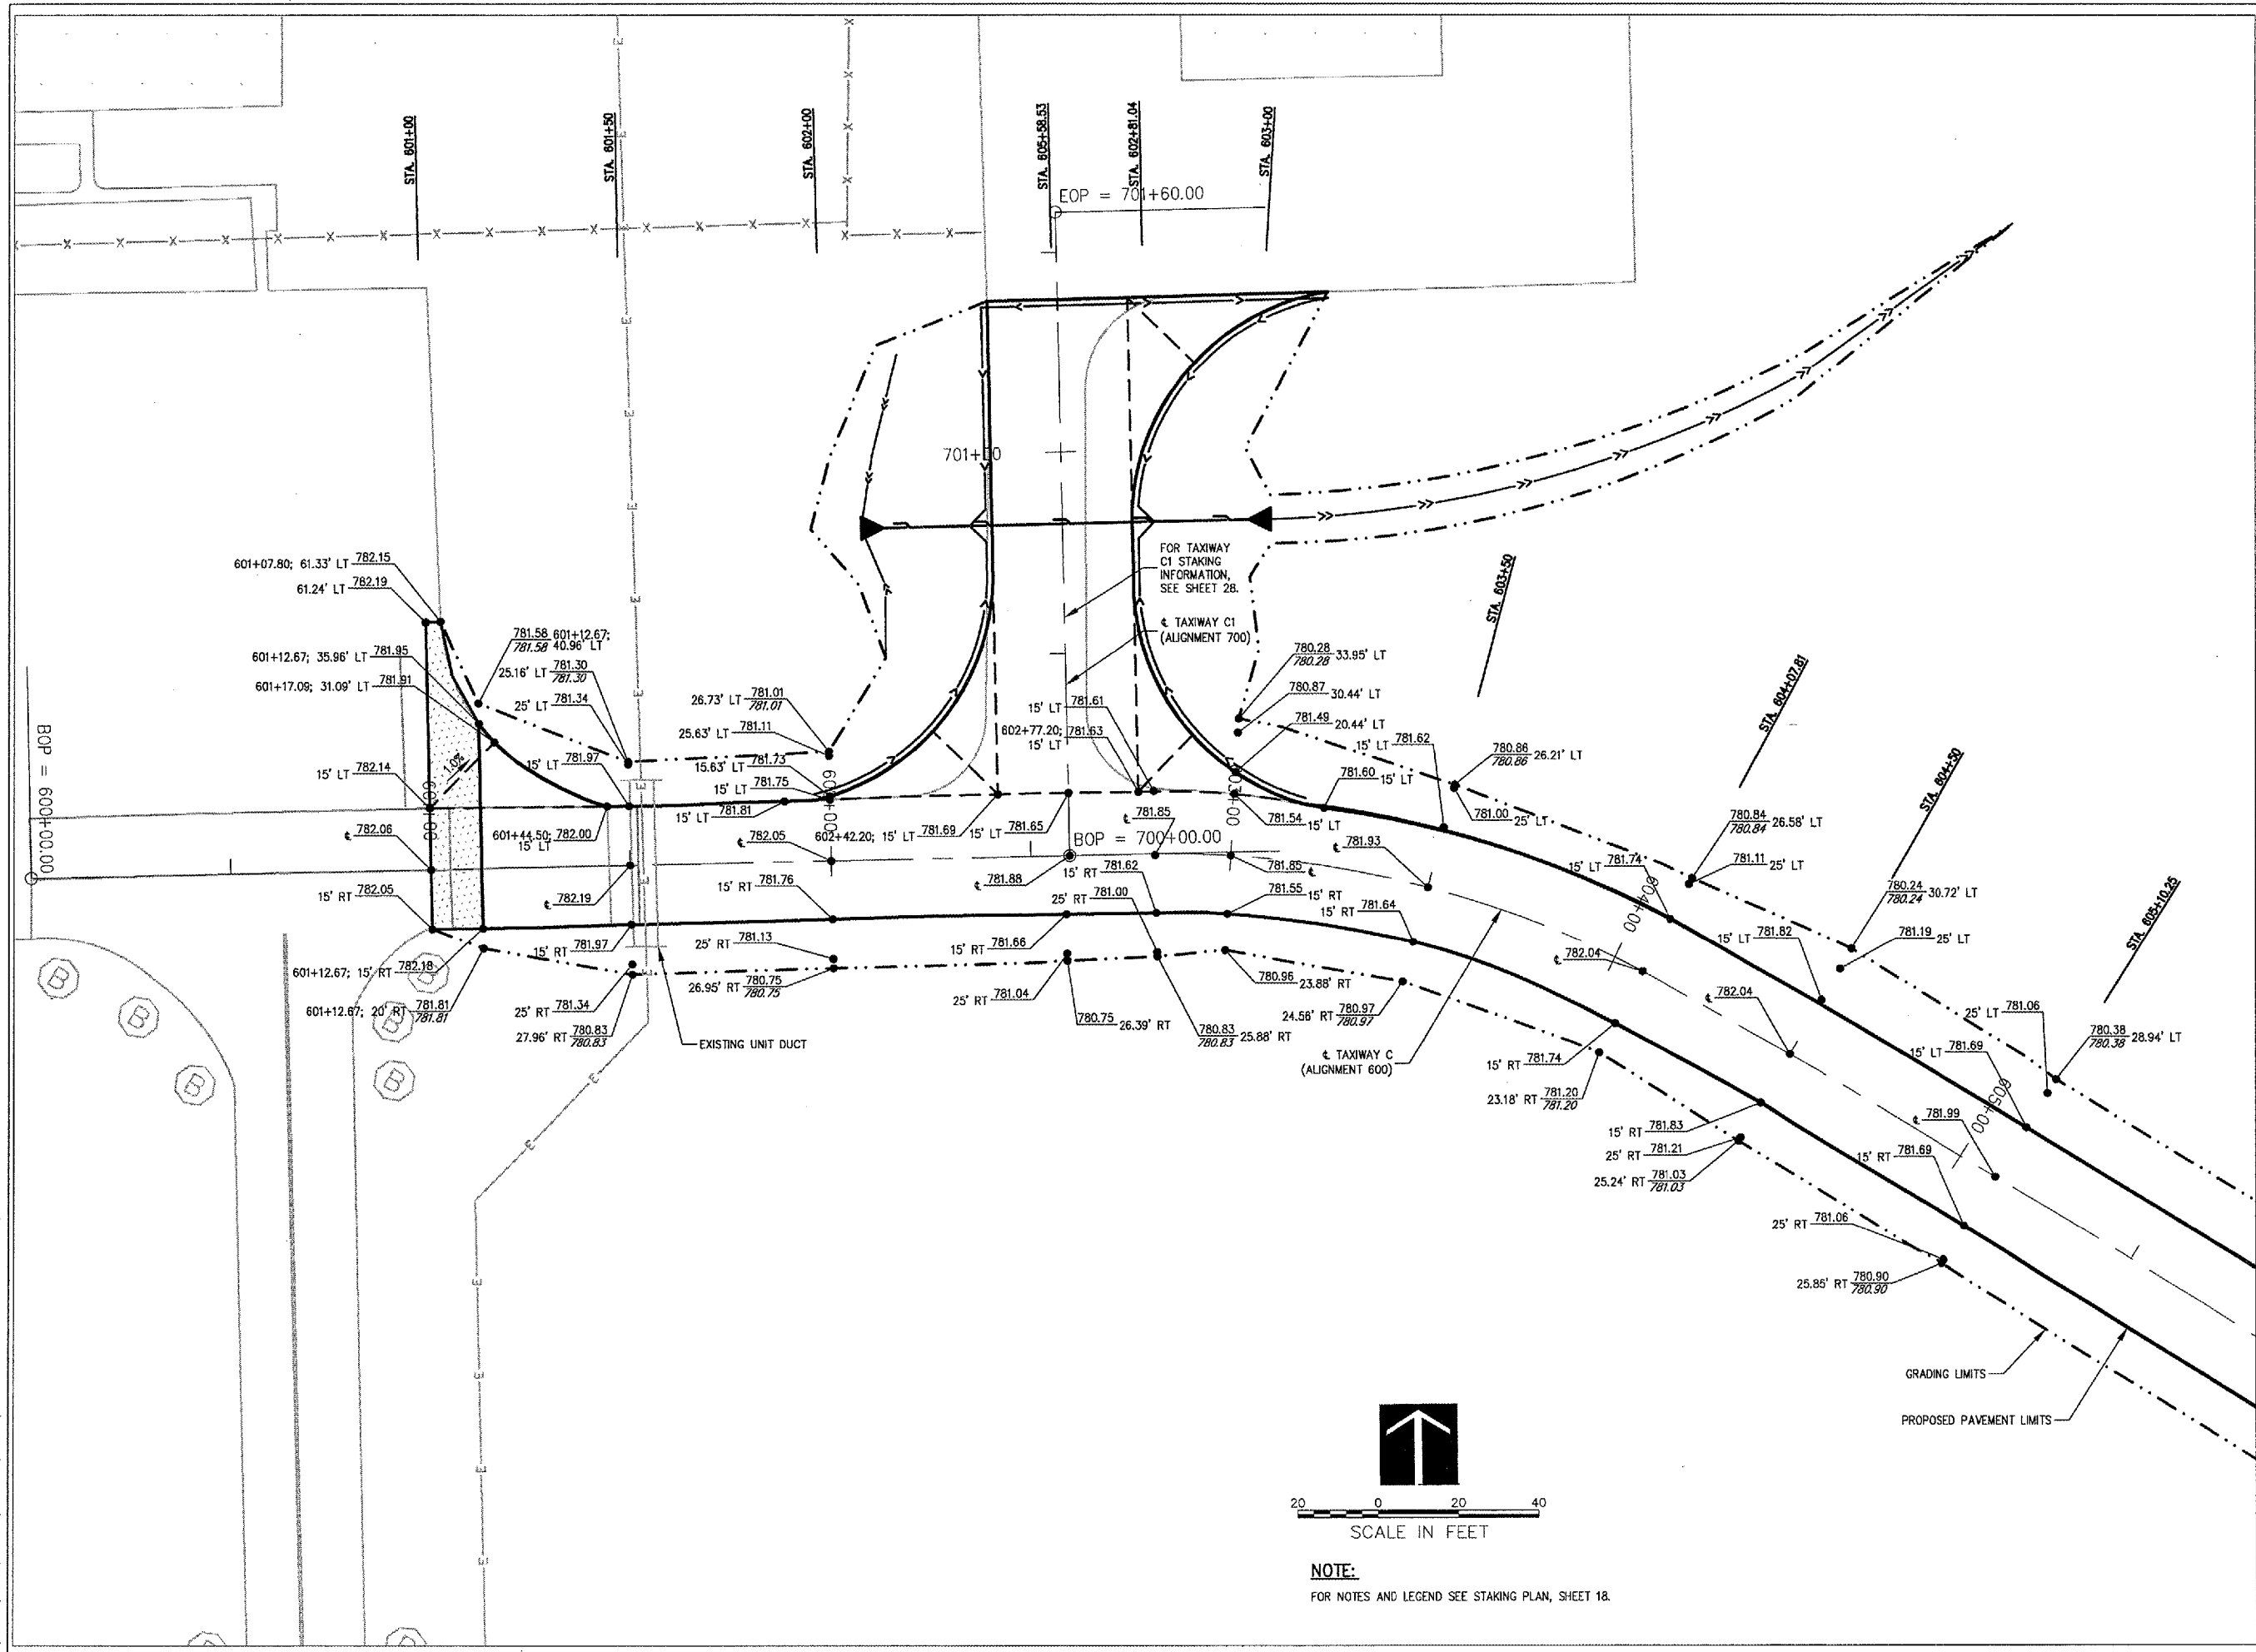 STA. 601+00
STA. 601+50
STA. 602+00
STA. 605+58.53
STA. 602+81.04
STA. 603+00
EOP = 701+60.00
701+00
601+07.80; 61.33' LT 782.15
61.24' LT 782.19
601+12.67; 35.96' LT 781.95
601+17.09; 31.09' LT 781.91
781.58 601+12.67;
781.58 40.96' LT
25.16' LT 781.30
781.30
25' LT 781.34
26.73' LT 781.01
781.01
25.63' LT 781.11
15.63' LT 781.73
15' LT 781.75
15' LT 781.97
15' LT 782.14
1.0%
BOP = 600+00.00
601+00
602+00
603+00
℄ 782.06
15' RT 782.05
15' LT 781.81
601+44.50; 782.00
15' LT
℄ 782.05
602+42.20; 15' LT 781.69
15' LT 781.65
15' LT 781.61
602+77.20; 781.63
15' LT
℄ 781.85
BOP = 700+00.00
FOR TAXIWAY
C1 STAKING
INFORMATION,
SEE SHEET 28.
℄ TAXIWAY C1
(ALIGNMENT 700)
780.28 33.95' LT
780.28
780.87 30.44' LT
781.49 20.44' LT
15' LT 781.62
781.60 15' LT
781.54 15' LT
STA. 603+50
780.86 26.21' LT
780.86
781.00 25' LT
STA. 604+07.81
780.84 26.58' LT
780.84
781.11 25' LT
STA. 604+50
780.24 30.72' LT
780.24
781.19 25' LT
STA. 605+10.25
℄ 781.93
781.85 ℄
℄ 781.88
15' RT 781.62
25' RT 781.00
781.55 15' RT
15' RT 781.64
15' LT 781.74
604+00
15' LT 781.82
℄ 782.04
℄ 782.04
25' LT 781.06
780.38 28.94' LT
780.38
15' LT 781.69
605+00
℄ 781.99
℄ 782.19
15' RT 781.76
15' RT 781.97
25' RT 781.13
15' RT 781.66
601+12.67; 15' RT 782.18
601+12.67; 20' RT 781.81
781.81
25' RT 781.34
27.96' RT 780.83
780.83
26.95' RT 780.75
780.75
25' RT 781.04
780.75 26.39' RT
780.83 25.88' RT
780.83
780.96
23.88' RT
24.56' RT 780.97
780.97
EXISTING UNIT DUCT
℄ TAXIWAY C
(ALIGNMENT 600)
15' RT 781.74
23.18' RT 781.20
781.20
15' RT 781.83
25' RT 781.21
25.24' RT 781.03
781.03
15' RT 781.69
25' RT 781.06
25.85' RT 780.90
780.90
B
B
B
B
B
B
B
B
GRADING LIMITS
PROPOSED PAVEMENT LIMITS
20 0 20 40
SCALE IN FEET
NOTE:
FOR NOTES AND LEGEND SEE STAKING PLAN, SHEET 18.